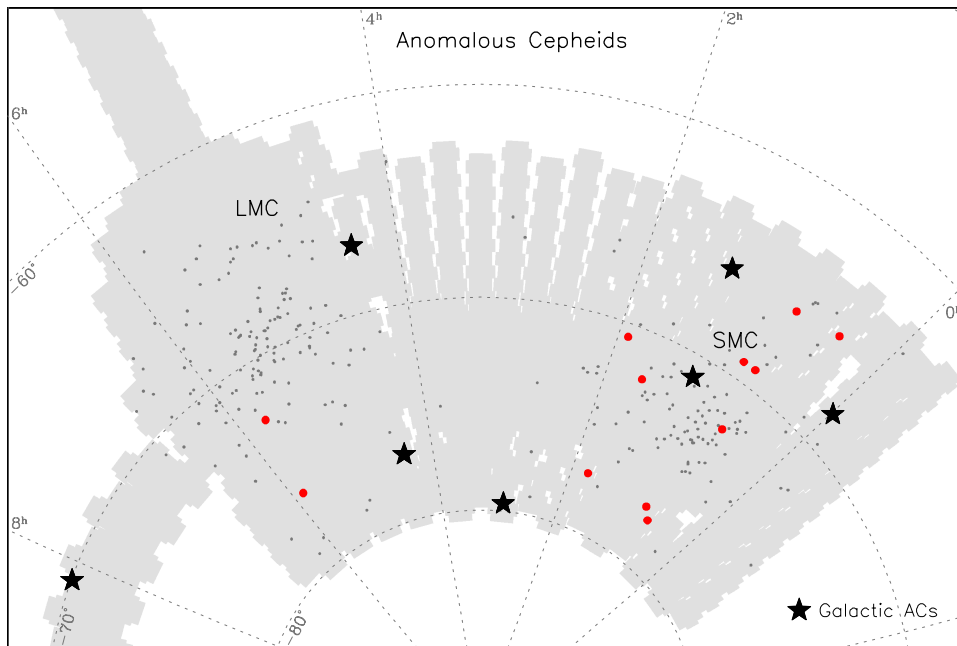 4ʰ
2ʰ
Anomalous Cepheids
6ʰ
LMC
−60°
0ʰ
SMC
8ʰ
−70°
−80°
Galactic ACs